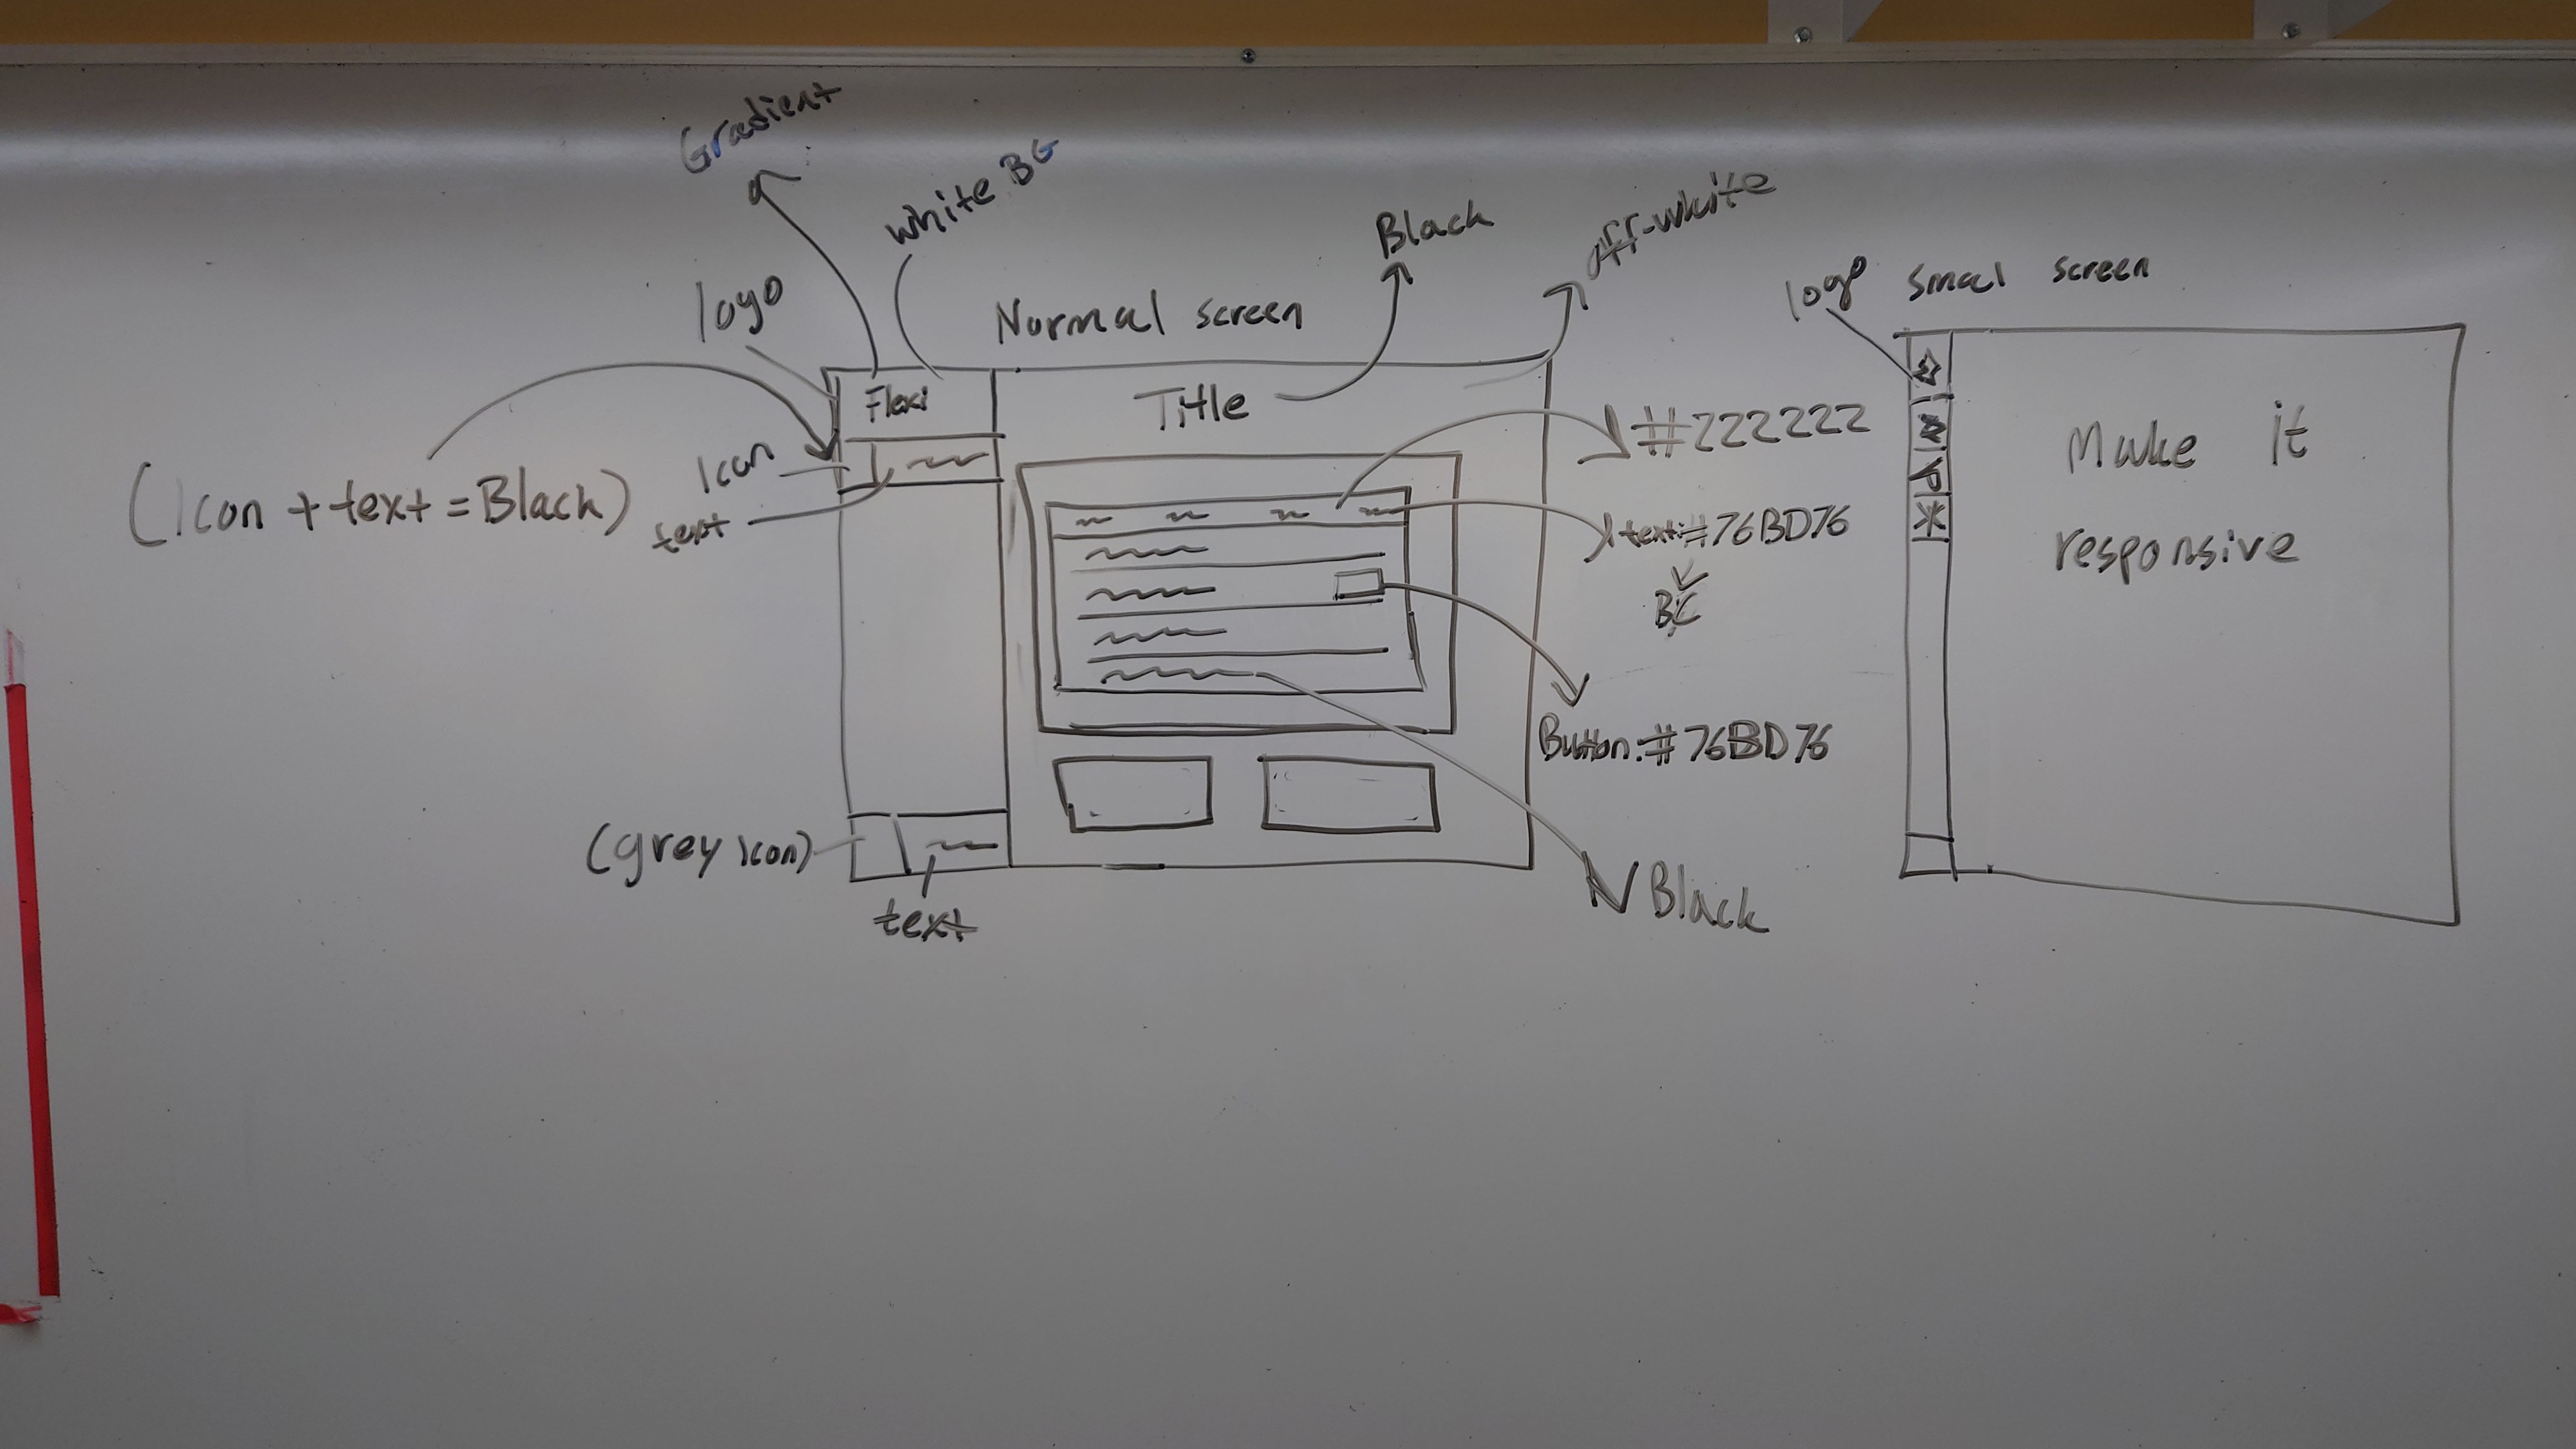 Gradient
white BG
logo
Normal screen
Black
off-white
logo
smal screen
Flexi
Title
#222222
Icon
(Icon + text = Black)
text
text: #76BD76
Make it
responsive
Button: #76BD76
(grey Icon)
text
Black